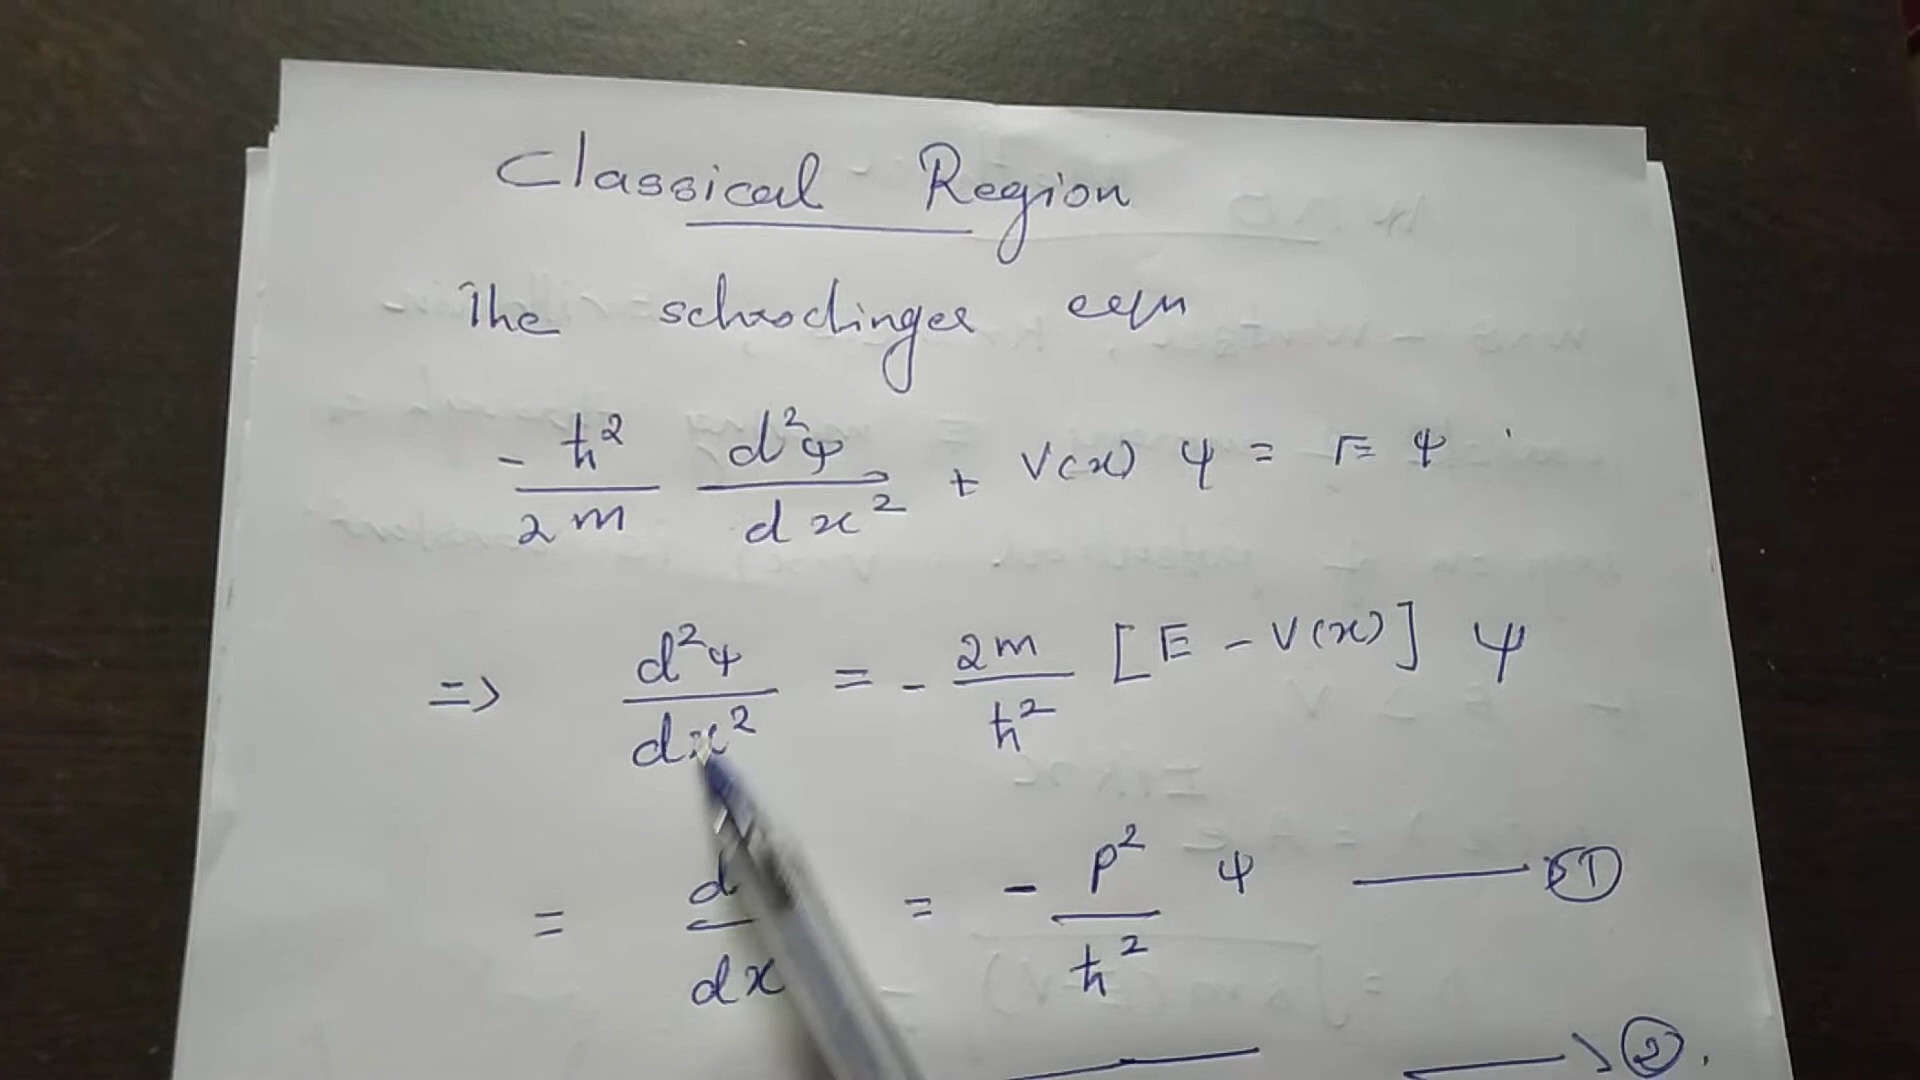 Classical Region
The schrodinger eqn
- ħ²/2m d²ψ/dx² + V(x) ψ = E ψ
=> d²ψ/dx² = - 2m/ħ² [E - V(x)] ψ
= d/dx = - p²/ħ² ψ —— ①
—— ②.